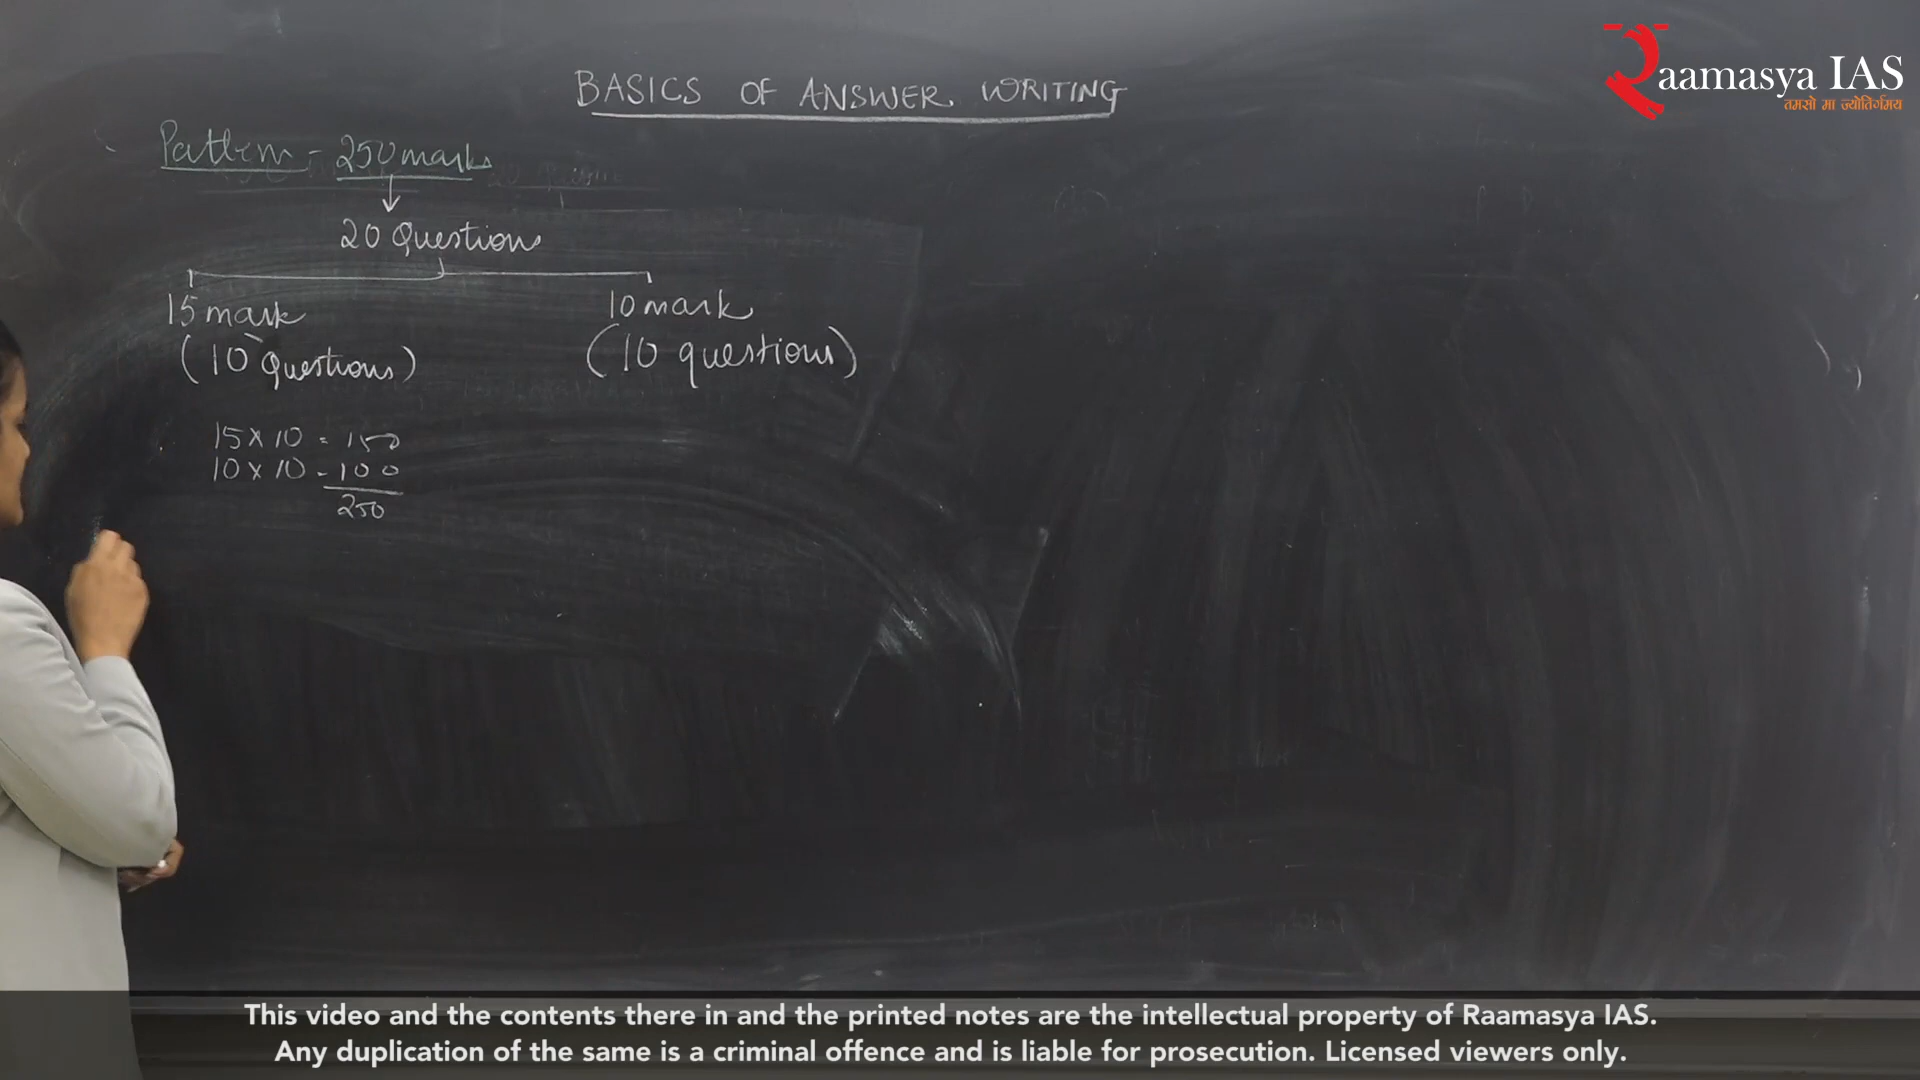 Raamasya IAS
तमसो मा ज्योतिर्गमय
BASICS OF ANSWER WRITING
Pattern - 250 marks
20 Questions
15 mark
10 mark
(10 Questions)
(10 questions)
15 x 10 = 150
10 x 10 - 100
250
This video and the contents there in and the printed notes are the intellectual property of Raamasya IAS.
Any duplication of the same is a criminal offence and is liable for prosecution. Licensed viewers only.